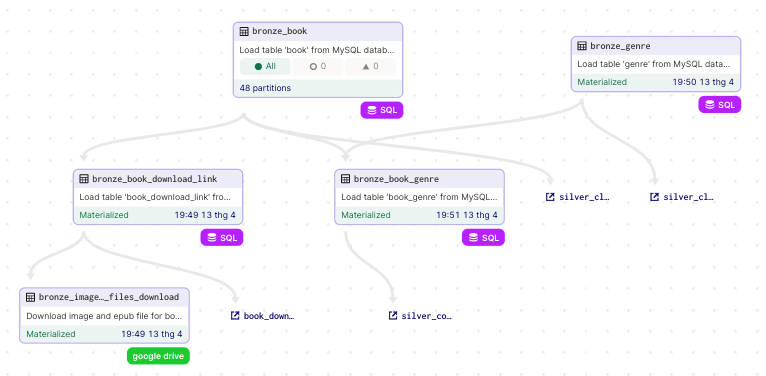 bronze_book
Load table 'book' from MySQL datab...
All
0
0
48 partitions
SQL
bronze_genre
Load table 'genre' from MySQL data...
Materialized
19:50 13 thg 4
SQL
bronze_book_download_link
Load table 'book_download_link' fro...
Materialized
19:49 13 thg 4
SQL
bronze_book_genre
Load table 'book_genre' from MySQL...
Materialized
19:51 13 thg 4
SQL
silver_cl…
silver_cl…
bronze_image…_files_download
Download image and epub file for bo...
Materialized
19:49 13 thg 4
google drive
book_down…
silver_co…